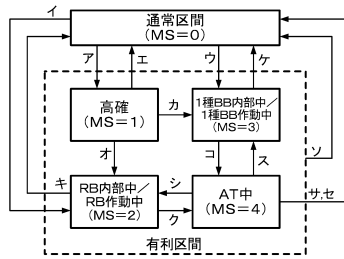 イ
通常区間
(MS=0)
ア
エ
ウ
ケ
高確
(MS=1)
カ
1種BB内部中/
1種BB作動中
(MS=3)
オ
コ
ス
ソ
キ
RB内部中/
RB作動中
(MS=2)
シ
ク
AT中
(MS=4)
サ,セ
有利区間